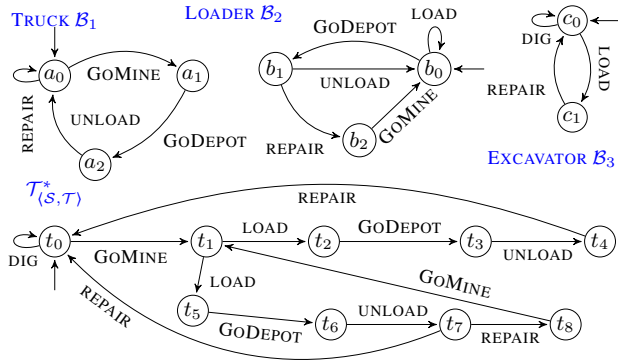 TRUCK B₁
LOADER B₂
LOAD
DIG
c₀
GODEPOT
a₀
GOMINE
a₁
b₁
UNLOAD
b₀
LOAD
REPAIR
UNLOAD
GODEPOT
REPAIR
b₂
GOMINE
REPAIR
c₁
a₂
EXCAVATOR B₃
T*⟨S,T⟩
REPAIR
t₀
GOMINE
t₁
LOAD
t₂
GODEPOT
t₃
UNLOAD
t₄
DIG
LOAD
GOMINE
REPAIR
t₅
GODEPOT
t₆
UNLOAD
t₇
REPAIR
t₈